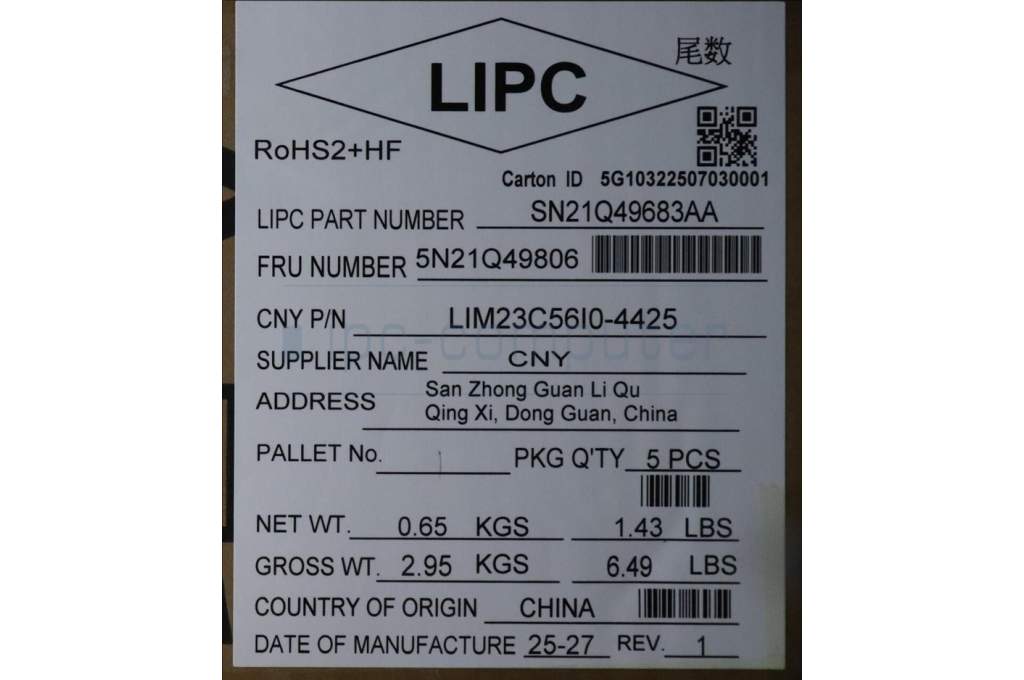 尾数
LIPC
RoHS2+HF
Carton ID 5G10322507030001
LIPC PART NUMBER SN21Q49683AA
FRU NUMBER 5N21Q49806
CNY P/N LIM23C56I0-4425
ipc-computer
SUPPLIER NAME CNY
ADDRESS San Zhong Guan Li Qu
Qing Xi, Dong Guan, China
PALLET No. PKG Q'TY 5 PCS
NET WT. 0.65 KGS 1.43 LBS
GROSS WT. 2.95 KGS 6.49 LBS
COUNTRY OF ORIGIN CHINA
DATE OF MANUFACTURE 25-27 REV. 1